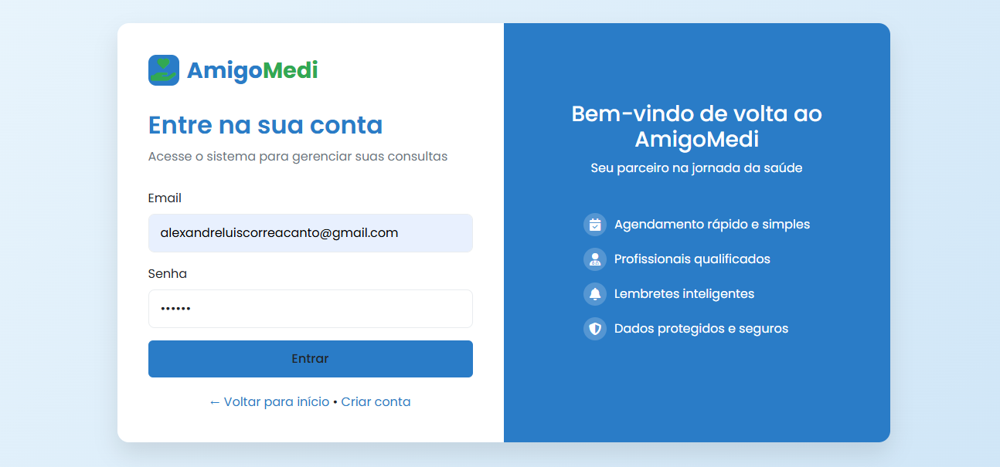 AmigoMedi
Entre na sua conta
Acesse o sistema para gerenciar suas consultas
Email
alexandreluiscorreacanto@gmail.com
Senha
••••••
Entrar
← Voltar para início • Criar conta
Bem-vindo de volta ao
AmigoMedi
Seu parceiro na jornada da saúde
Agendamento rápido e simples
Profissionais qualificados
Lembretes inteligentes
Dados protegidos e seguros